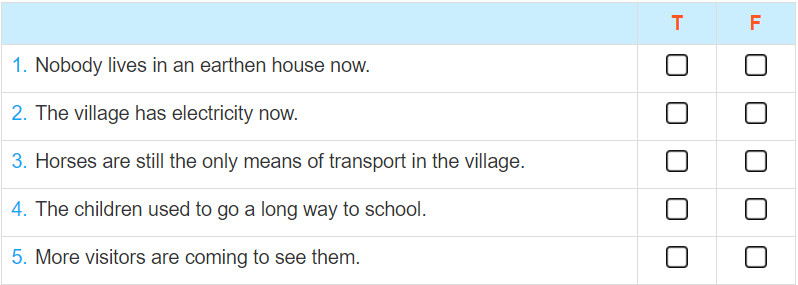 T F
1. Nobody lives in an earthen house now.
2. The village has electricity now.
3. Horses are still the only means of transport in the village.
4. The children used to go a long way to school.
5. More visitors are coming to see them.